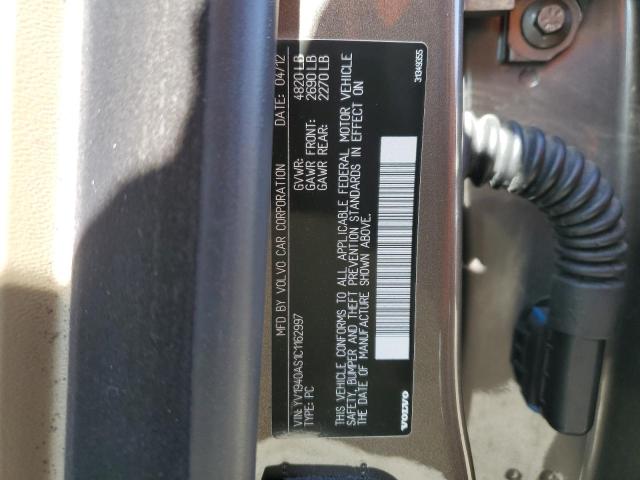 MFD BY VOLVO CAR CORPORATION DATE: 04/12
GVWR: 4820 LB
GAWR FRONT: 2690 LB
GAWR REAR: 2270 LB
VIN: YV1940AS1C1162997
TYPE: PC
THIS VEHICLE CONFORMS TO ALL APPLICABLE FEDERAL MOTOR VEHICLE
SAFETY, BUMPER AND THEFT PREVENTION STANDARDS IN EFFECT ON
THE DATE OF MANUFACTURE SHOWN ABOVE.
VOLVO 31349355